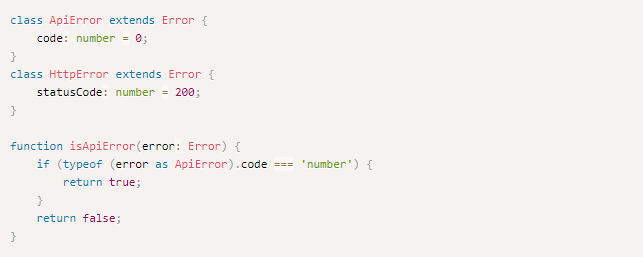 class ApiError extends Error {
    code: number = 0;
}
class HttpError extends Error {
    statusCode: number = 200;
}

function isApiError(error: Error) {
    if (typeof (error as ApiError).code === 'number') {
        return true;
    }
    return false;
}